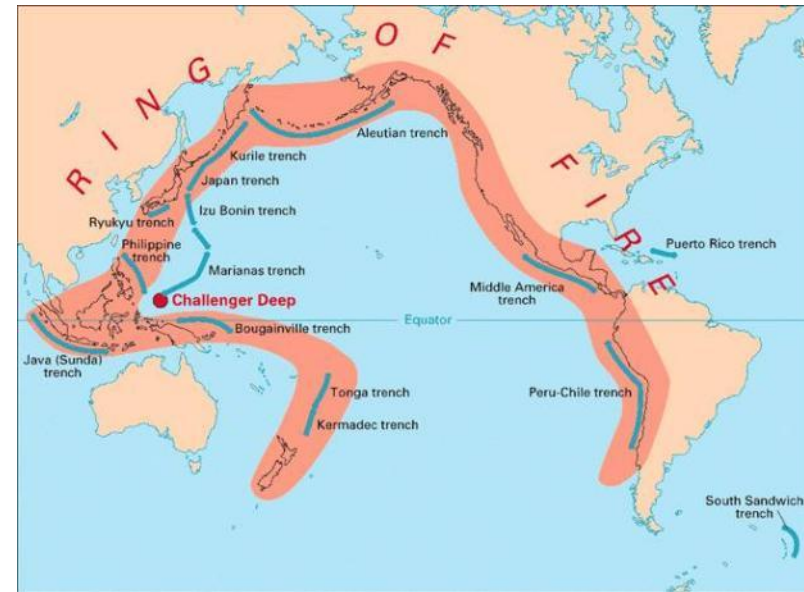 RING OF FIRE
Aleutian trench
Kurile trench
Japan trench
Izu Bonin trench
Ryukyu trench
Philippine
trench
Marianas trench
Challenger Deep
Puerto Rico trench
Middle America
trench
Equator
Bougainville trench
Java (Sunda)
trench
Tonga trench
Kermadec trench
Peru-Chile trench
South Sandwich
trench